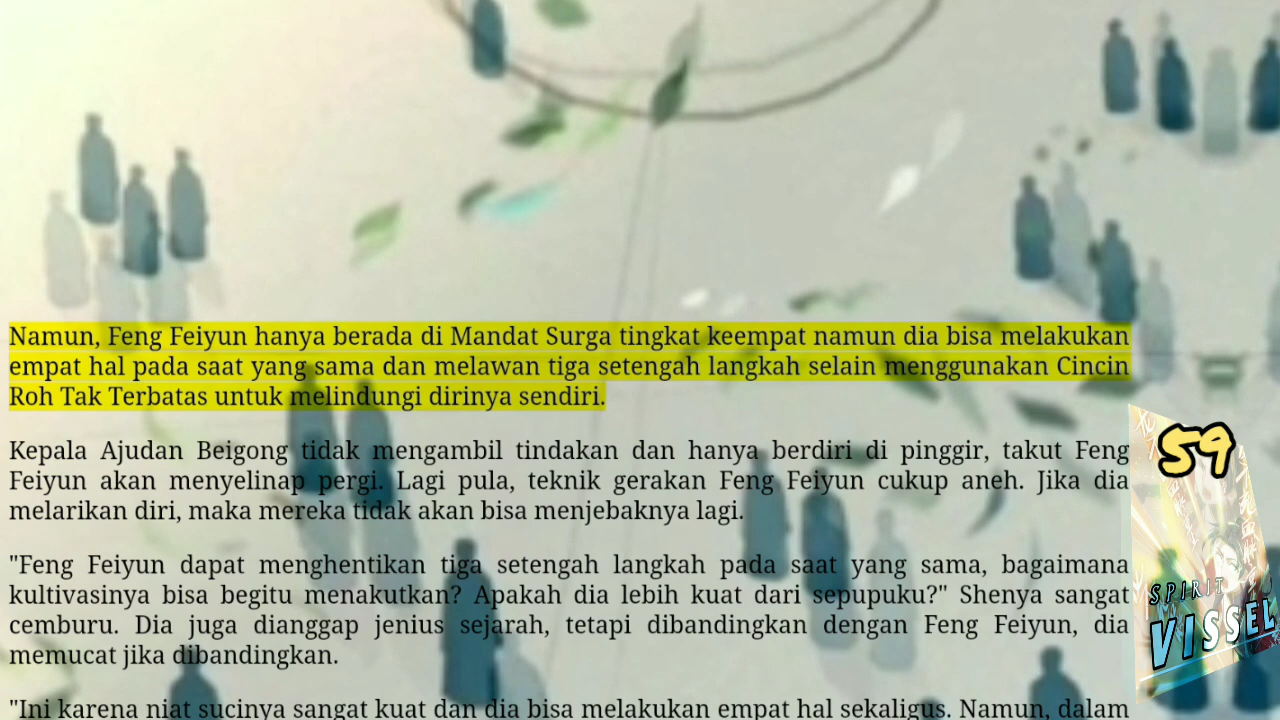 Namun, Feng Feiyun hanya berada di Mandat Surga tingkat keempat namun dia bisa melakukan
empat hal pada saat yang sama dan melawan tiga setengah langkah selain menggunakan Cincin
Roh Tak Terbatas untuk melindungi dirinya sendiri.
Kepala Ajudan Beigong tidak mengambil tindakan dan hanya berdiri di pinggir, takut Feng
Feiyun akan menyelinap pergi. Lagi pula, teknik gerakan Feng Feiyun cukup aneh. Jika dia
melarikan diri, maka mereka tidak akan bisa menjebaknya lagi.
"Feng Feiyun dapat menghentikan tiga setengah langkah pada saat yang sama, bagaimana
kultivasinya bisa begitu menakutkan? Apakah dia lebih kuat dari sepupuku?" Shenya sangat
cemburu. Dia juga dianggap jenius sejarah, tetapi dibandingkan dengan Feng Feiyun, dia
memucat jika dibandingkan.
"Ini karena niat sucinya sangat kuat dan dia bisa melakukan empat hal sekaligus. Namun, dalam
59
SPIRIT
VISSEL